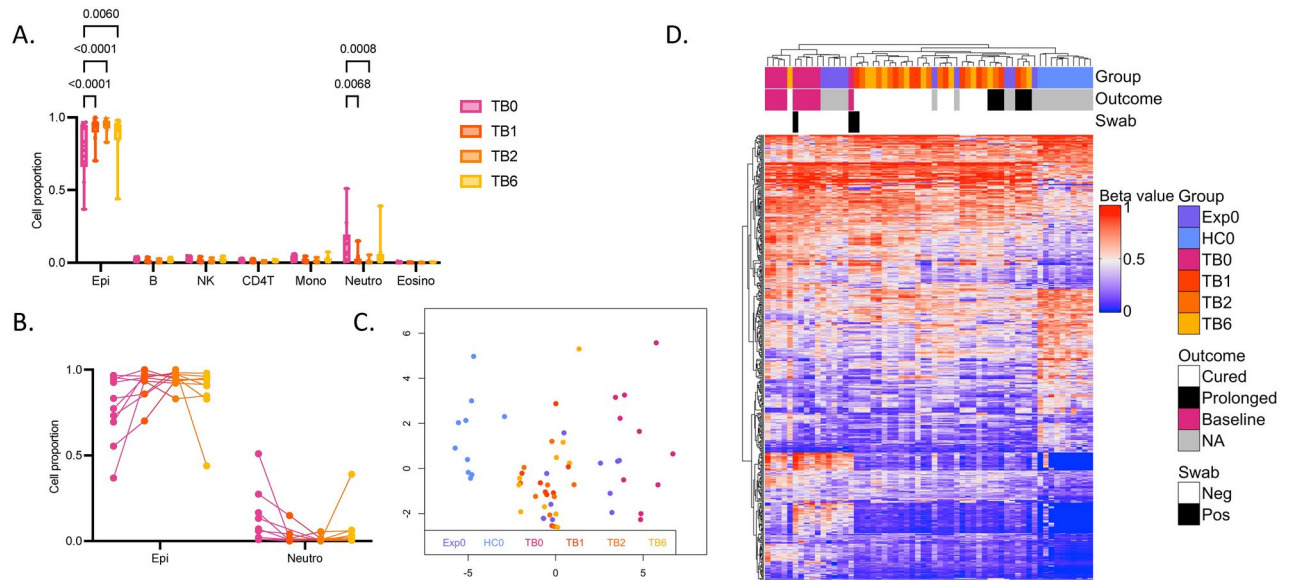 A.
0.0060
<0.0001
<0.0001
0.0008
0.0068
Cell proportion
1.0
0.5
0.0
Epi B NK CD4T Mono Neutro Eosino
TB0
TB1
TB2
TB6
B.
Cell proportion
1.0
0.5
0.0
Epi Neutro
C.
6
4
2
0
-2
Exp0 HC0 TB0 TB1 TB2 TB6
-5 0 5
D.
Group
Outcome
Swab
Beta value
1
0.5
0
Group
Exp0
HC0
TB0
TB1
TB2
TB6
Outcome
Cured
Prolonged
Baseline
NA
Swab
Neg
Pos